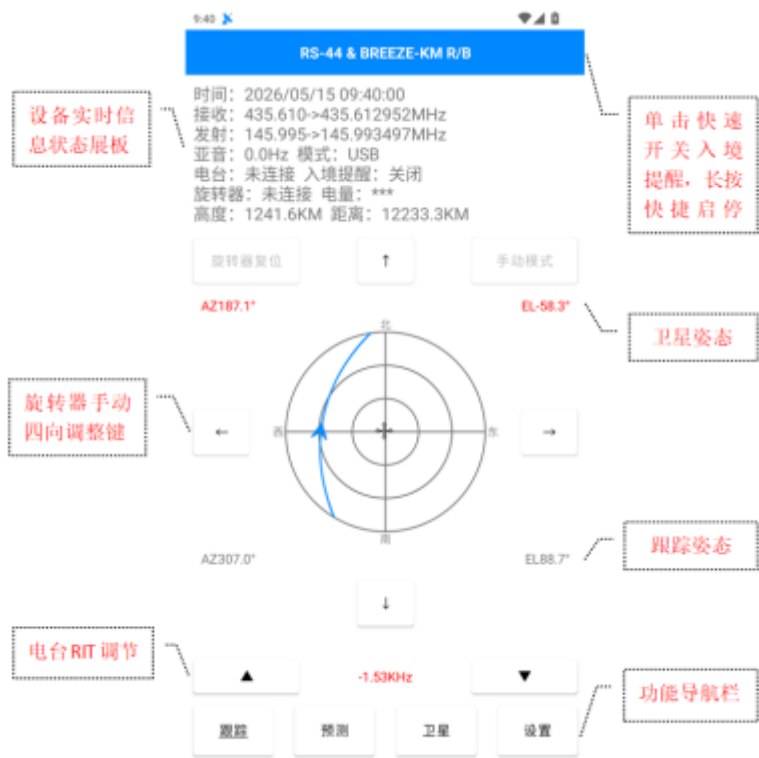 9:40
RS-44 & BREEZE-KM R/B
时间：2026/05/15 09:40:00
接收：435.610->435.612952MHz
发射：145.995->145.993497MHz
亚音：0.0Hz 模式：USB
电台：未连接 入境提醒：关闭
旋转器：未连接 电量：***
高度：1241.6KM 距离：12233.3KM
设备实时信
息状态展板
单击快速
开关入境
提醒，长按
快捷启停
旋转器复位
↑
手动模式
AZ187.1°
EL-58.3°
卫星姿态
北
旋转器手动
四向调整键
←
西
东
→
南
AZ307.0°
EL88.7°
跟踪姿态
↓
电台RIT 调节
▲
-1.53KHz
▼
功能导航栏
跟踪
预测
卫星
设置